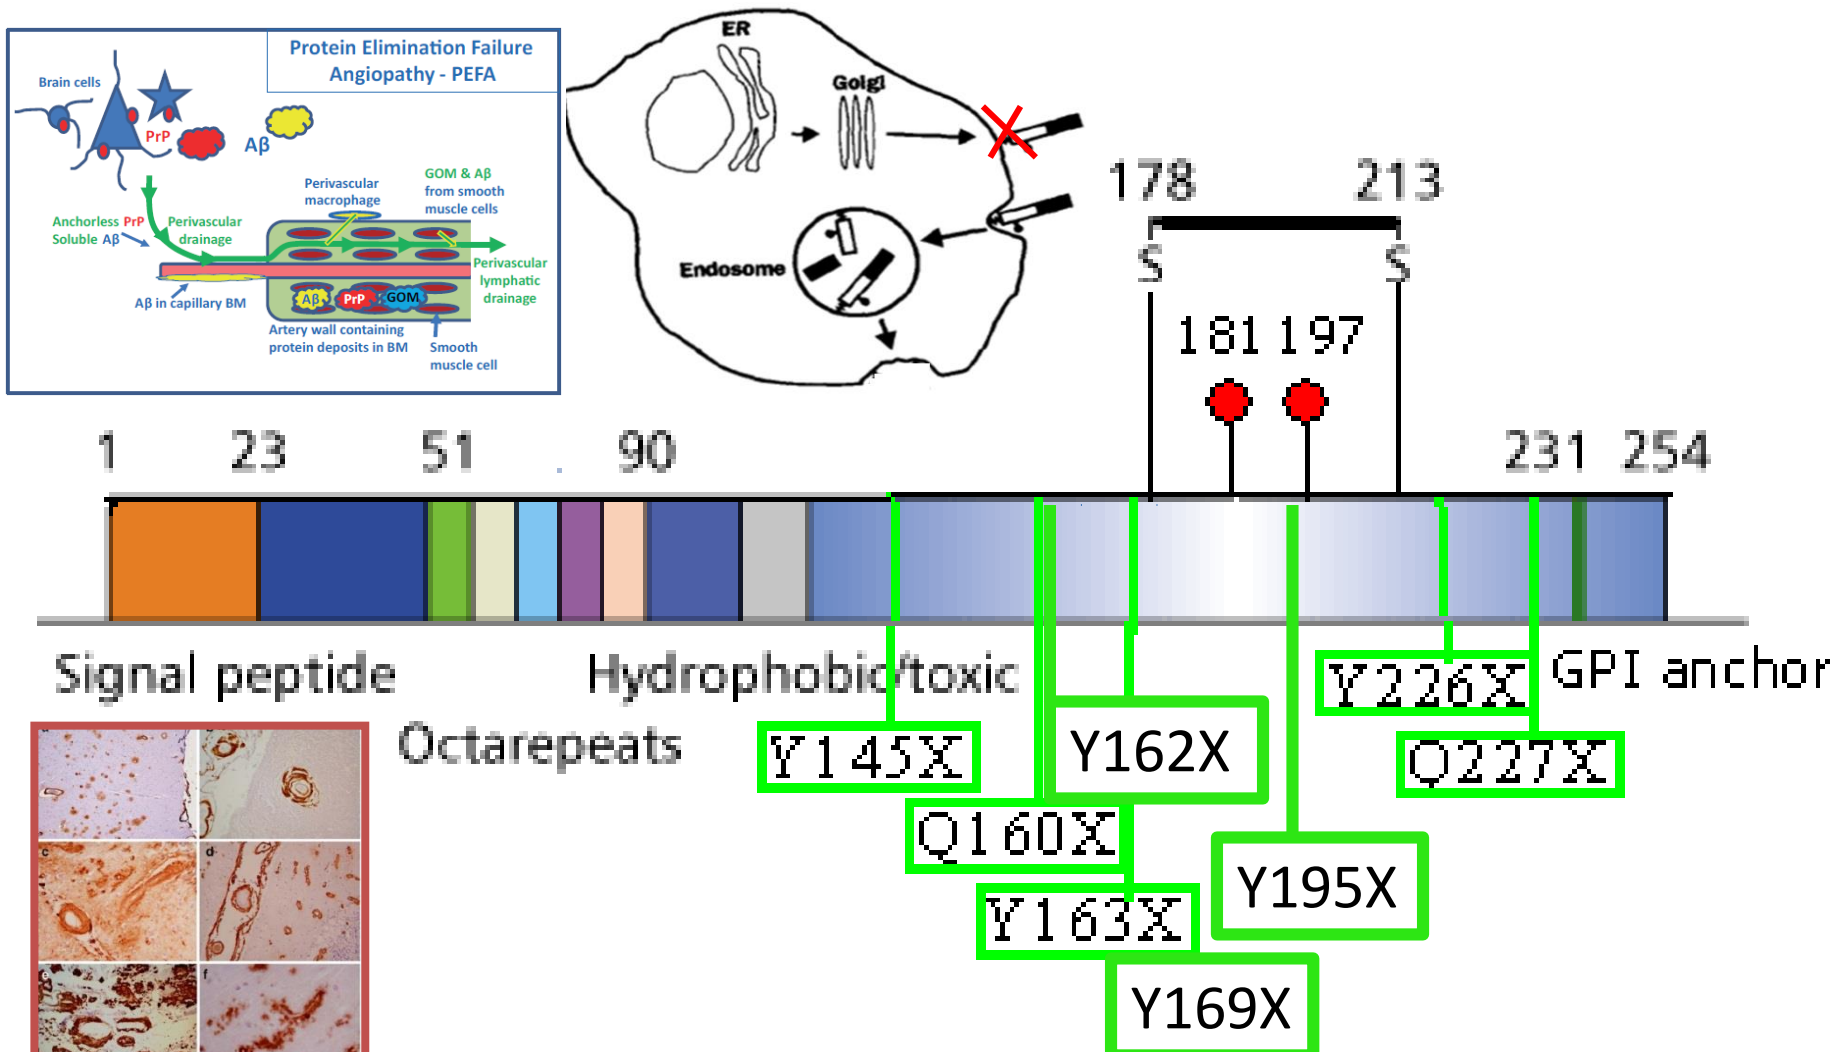 Protein Elimination Failure
Angiopathy - PEFA
Brain cells
PrP
Aβ
Perivascular
macrophage
GOM & Aβ
from smooth
muscle cells
Anchorless PrP
Soluble Aβ
Perivascular
drainage
Perivascular
lymphatic
drainage
Aβ in capillary BM
Aβ
PrP
GOM
Artery wall containing
protein deposits in BM
Smooth
muscle cell
ER
Golgi
Endosome
178 213
S S
181 197
1 23 51 90 231 254
Signal peptide
Hydrophobic/toxic
GPI anchor
Octarepeats
Y145X
Q160X
Y162X
Y163X
Y169X
Y195X
Y226X
Q227X
c
d
e
f